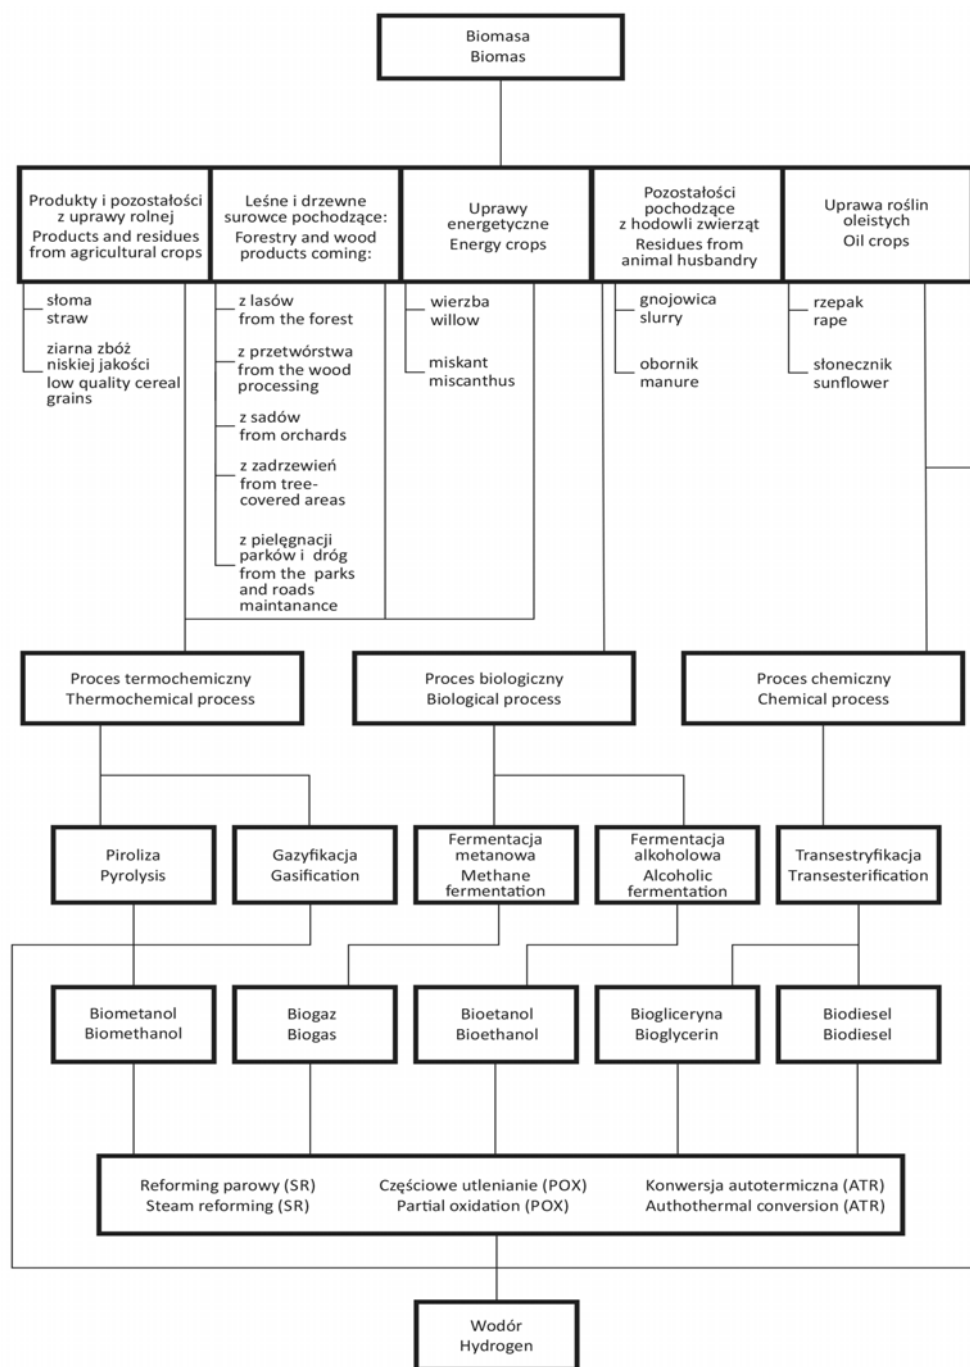 Biomasa
Biomas
Produkty i pozostałości
z uprawy rolnej
Products and residues
from agricultural crops
Leśne i drzewne
surowce pochodzące:
Forestry and wood
products coming:
Uprawy
energetyczne
Energy crops
Pozostałości
pochodzące
z hodowli zwierząt
Residues from
animal husbandry
Uprawa roślin
oleistych
Oil crops
słoma
straw
ziarna zbóż
niskiej jakości
low quality cereal
grains
z lasów
from the forest
z przetwórstwa
from the wood
processing
z sadów
from orchards
z zadrzewień
from tree-
covered areas
z pielęgnacji
parków i dróg
from the parks
and roads
maintanance
wierzba
willow
miskant
miscanthus
gnojowica
slurry
obornik
manure
rzepak
rape
słonecznik
sunflower
Proces termochemiczny
Thermochemical process
Proces biologiczny
Biological process
Proces chemiczny
Chemical process
Piroliza
Pyrolysis
Gazyfikacja
Gasification
Fermentacja
metanowa
Methane
fermentation
Fermentacja
alkoholowa
Alcoholic
fermentation
Transestryfikacja
Transesterification
Biometanol
Biomethanol
Biogaz
Biogas
Bioetanol
Bioethanol
Biogliceryna
Bioglycerin
Biodiesel
Biodiesel
Reforming parowy (SR)
Steam reforming (SR)
Częściowe utlenianie (POX)
Partial oxidation (POX)
Konwersja autotermiczna (ATR)
Authothermal conversion (ATR)
Wodór
Hydrogen